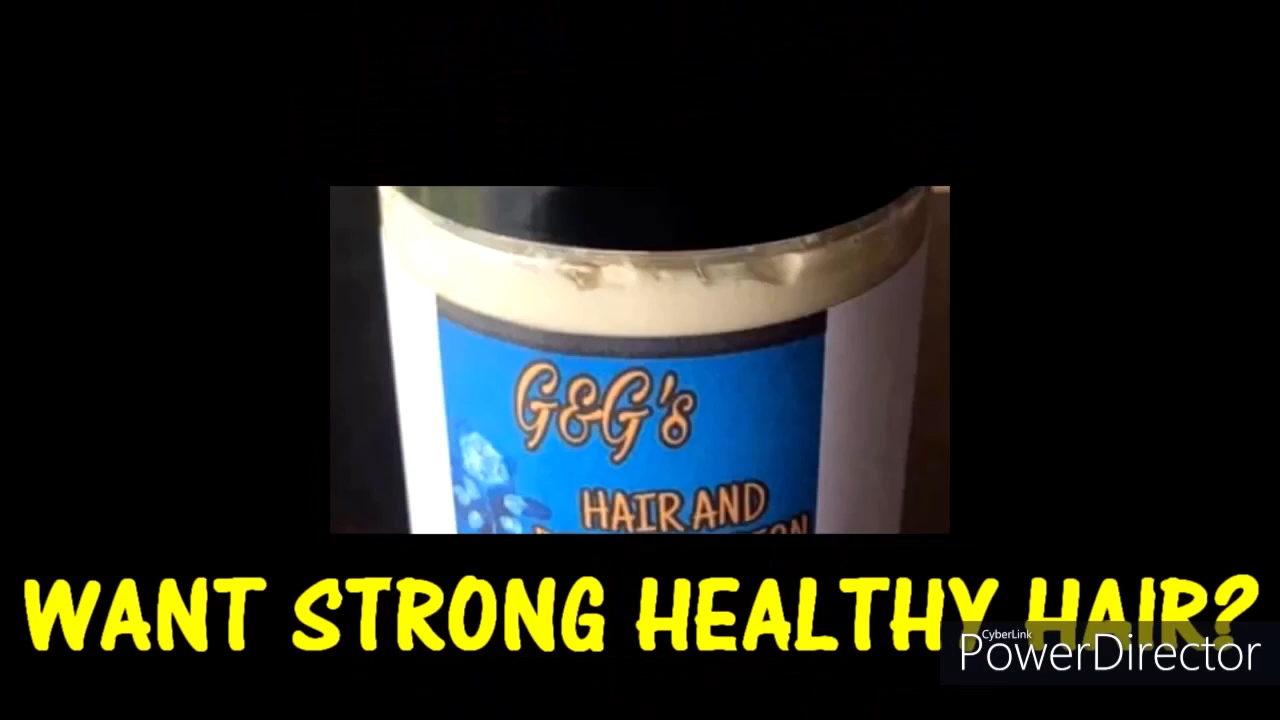 G&G's
HAIR AND
WANT STRONG HEALTHY HAIR?
CyberLink
PowerDirector